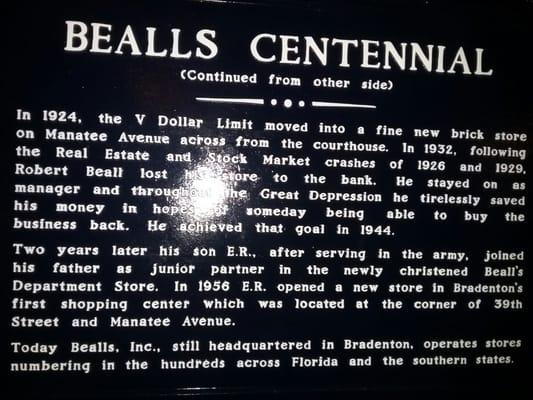 BEALLS CENTENNIAL
(Continued from other side)
In 1924, the V Dollar Limit moved into a fine new brick store
on Manatee Avenue across from the courthouse. In 1932, following
the Real Estate and Stock Market crashes of 1926 and 1929,
Robert Beall lost his store to the bank. He stayed on as
manager and throughout the Great Depression he tirelessly saved
his money in hopes of someday being able to buy the
business back. He achieved that goal in 1944.
Two years later his son E.R., after serving in the army, joined
his father as junior partner in the newly christened Beall's
Department Store. In 1956 E.R. opened a new store in Bradenton's
first shopping center which was located at the corner of 39th
Street and Manatee Avenue.
Today Bealls, Inc., still headquartered in Bradenton, operates stores
numbering in the hundreds across Florida and the southern states.